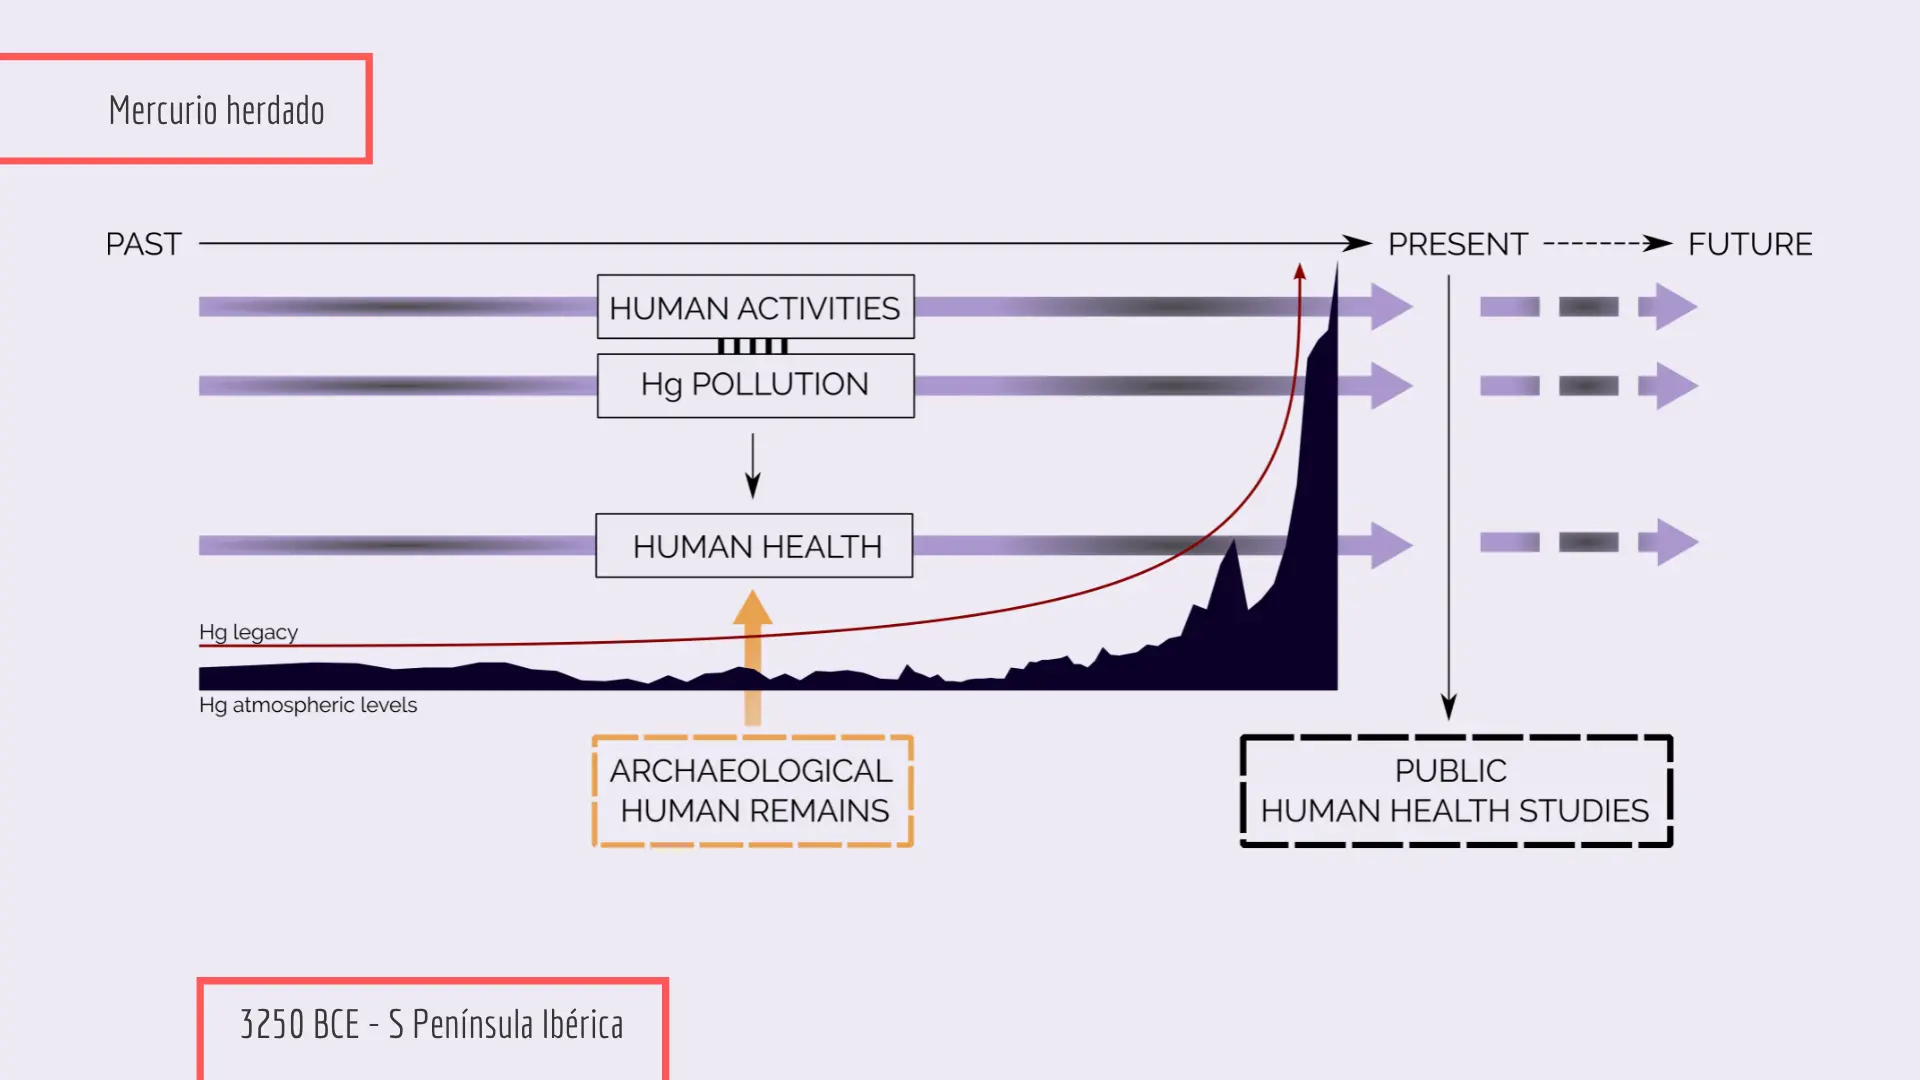 Mercurio herdado
PAST
PRESENT
FUTURE
HUMAN ACTIVITIES
Hg POLLUTION
HUMAN HEALTH
Hg legacy
Hg atmospheric levels
ARCHAEOLOGICAL
HUMAN REMAINS
PUBLIC
HUMAN HEALTH STUDIES
3250 BCE - S Península Ibérica